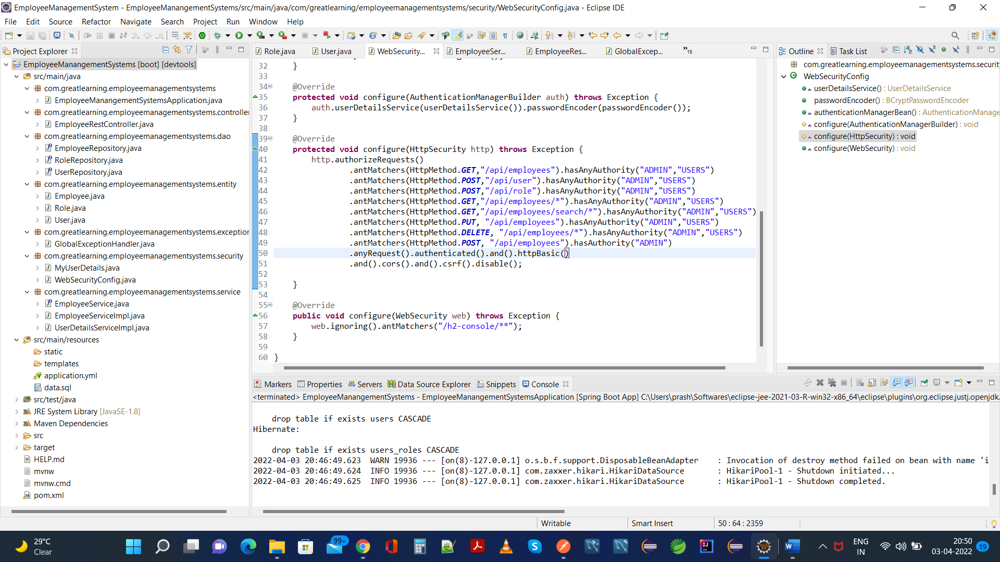 EmployeeManagementSystem - EmployeeManangementSystems/src/main/java/com/greatlearning/employeemanagementsystems/security/WebSecurityConfig.java - Eclipse IDE
File Edit Source Refactor Navigate Search Project Run Window Help
Project Explorer
EmployeeManangementSystems [boot] [devtools]
src/main/java
com.greatlearning.employeemanagementsystems
EmployeeManangementSystemsApplication.java
com.greatlearning.employeemanagementsystems.controller
EmployeeRestController.java
com.greatlearning.employeemanagementsystems.dao
EmployeeRepository.java
RoleRepository.java
UserRepository.java
com.greatlearning.employeemanagementsystems.entity
Employee.java
Role.java
User.java
com.greatlearning.employeemanagementsystems.exception
GlobalExceptionHandler.java
com.greatlearning.employeemanagementsystems.security
MyUserDetails.java
WebSecurityConfig.java
com.greatlearning.employeemanagementsystems.service
EmployeeService.java
EmployeeServiceImpl.java
UserDetailsServiceImpl.java
src/main/resources
static
templates
application.yml
data.sql
src/test/java
JRE System Library [JavaSE-1.8]
Maven Dependencies
src
target
HELP.md
mvnw
mvnw.cmd
pom.xml
Role.java User.java WebSecurity... EmployeeSer... EmployeeRes... GlobalExcep... »15
32 }
33
34 @Override
35 protected void configure(AuthenticationManagerBuilder auth) throws Exception {
36 auth.userDetailsService(userDetailsService()).passwordEncoder(passwordEncoder());
37 }
38
39 @Override
40 protected void configure(HttpSecurity http) throws Exception {
41 http.authorizeRequests()
42 .antMatchers(HttpMethod.GET,"/api/employees").hasAnyAuthority("ADMIN","USERS")
43 .antMatchers(HttpMethod.POST,"/api/user").hasAnyAuthority("ADMIN","USERS")
44 .antMatchers(HttpMethod.POST,"/api/role").hasAnyAuthority("ADMIN","USERS")
45 .antMatchers(HttpMethod.GET,"/api/employees/*").hasAnyAuthority("ADMIN","USERS")
46 .antMatchers(HttpMethod.GET,"/api/employees/search/*").hasAnyAuthority("ADMIN","USERS")
47 .antMatchers(HttpMethod.PUT, "/api/employees").hasAnyAuthority("ADMIN","USERS")
48 .antMatchers(HttpMethod.DELETE, "/api/employees/*").hasAnyAuthority("ADMIN","USERS")
49 .antMatchers(HttpMethod.POST, "/api/employees").hasAuthority("ADMIN")
50 .anyRequest().authenticated().and().httpBasic()
51 .and().cors().and().csrf().disable();
52
53 }
54
55 @Override
56 public void configure(WebSecurity web) throws Exception {
57 web.ignoring().antMatchers("/h2-console/**");
58 }
59
60 }
Outline Task List
com.greatlearning.employeemanagementsystems.securit
WebSecurityConfig
userDetailsService() : UserDetailsService
passwordEncoder() : BCryptPasswordEncoder
authenticationManagerBean() : AuthenticationManage
configure(AuthenticationManagerBuilder) : void
configure(HttpSecurity) : void
configure(WebSecurity) : void
Markers Properties Servers Data Source Explorer Snippets Console
<terminated> EmployeeManangementSystems - EmployeeManangementSystemsApplication [Spring Boot App] C:\Users\prash\Softwares\eclipse-jee-2021-03-R-win32-x86_64\eclipse\plugins\org.eclipse.justj.openjdk.
drop table if exists users CASCADE
Hibernate:
drop table if exists users_roles CASCADE
2022-04-03 20:46:49.623 WARN 19936 --- [on(8)-127.0.0.1] o.s.b.f.support.DisposableBeanAdapter : Invocation of destroy method failed on bean with name 'i
2022-04-03 20:46:49.624 INFO 19936 --- [on(8)-127.0.0.1] com.zaxxer.hikari.HikariDataSource : HikariPool-1 - Shutdown initiated...
2022-04-03 20:46:49.625 INFO 19936 --- [on(8)-127.0.0.1] com.zaxxer.hikari.HikariDataSource : HikariPool-1 - Shutdown completed.
Writable Smart Insert 50 : 64 : 2359
29°C
Clear
99+
ENG
IN
20:50
03-04-2022
19